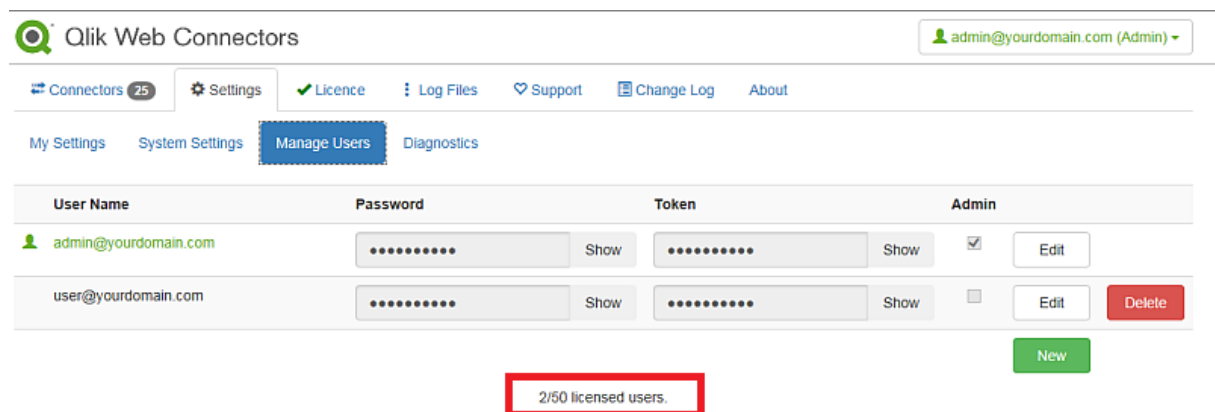 Qlik Web Connectors
admin@yourdomain.com (Admin)
Connectors 25 Settings Licence Log Files Support Change Log About
My Settings System Settings Manage Users Diagnostics
User Name Password Token Admin
admin@yourdomain.com Show Show Edit
user@yourdomain.com Show Show Edit Delete
New
2/50 licensed users.